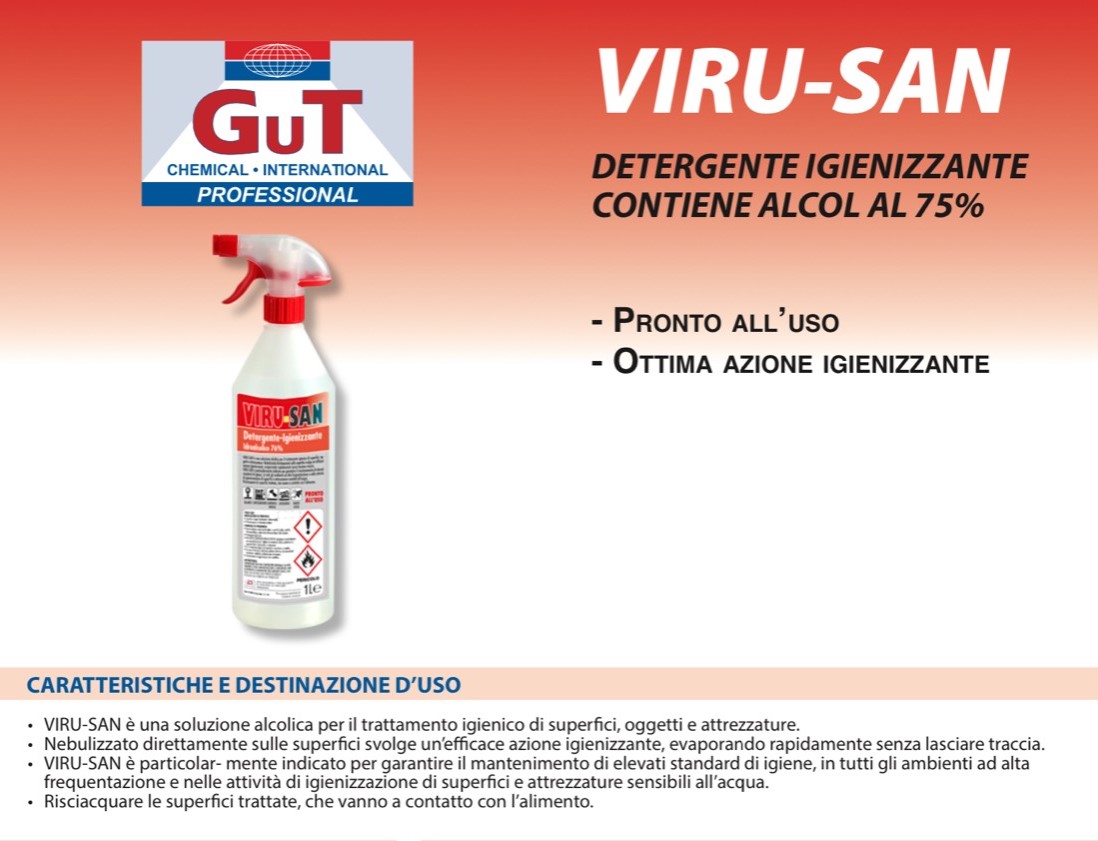 GUT
CHEMICAL • INTERNATIONAL
PROFESSIONAL
VIRU-SAN
DETERGENTE IGIENIZZANTE
CONTIENE ALCOL AL 75%
- PRONTO ALL'USO
- OTTIMA AZIONE IGIENIZZANTE
VIRU-SAN
Detergente-igienizzante
idroalcolico 76%
PRONTO
ALL'USO
PERICOLO
1l e
CARATTERISTICHE E DESTINAZIONE D'USO
• VIRU-SAN è una soluzione alcolica per il trattamento igienico di superfici, oggetti e attrezzature.
• Nebulizzato direttamente sulle superfici svolge un'efficace azione igienizzante, evaporando rapidamente senza lasciare traccia.
• VIRU-SAN è particolar- mente indicato per garantire il mantenimento di elevati standard di igiene, in tutti gli ambienti ad alta
frequentazione e nelle attività di igienizzazione di superfici e attrezzature sensibili all'acqua.
• Risciacquare le superfici trattate, che vanno a contatto con l'alimento.